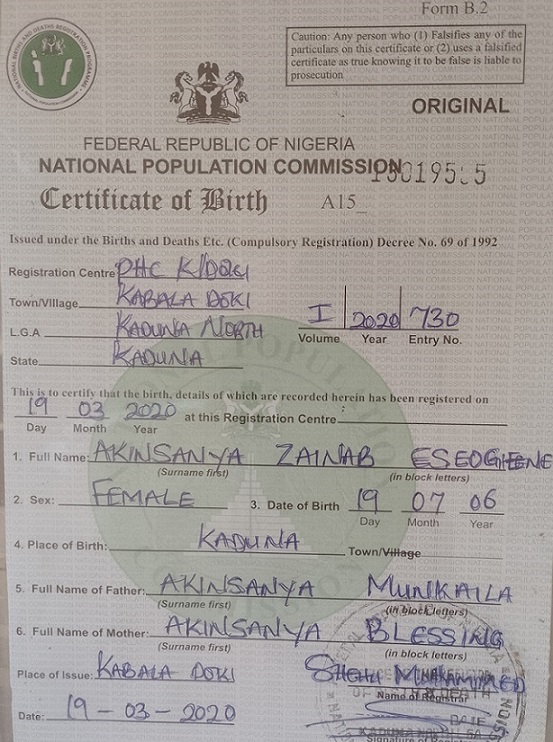 Form B.2
Caution: Any person who (1) Falsifies any of the
particulars on this certificate or (2) uses a falsified
certificate as true knowing it to be false is liable to
prosecution.
ORIGINAL
FEDERAL REPUBLIC OF NIGERIA
NATIONAL POPULATION COMMISSION
Certificate of Birth A15
Issued under the Births and Deaths Etc. (Compulsory Registration) Decree No. 69 of 1992
Registration Centre PHC K/DOKI
Town/Village KABALA DOKI
L.G.A KADUNA NORTH
State KADUNA
I 2020 730
Volume Year Entry No.
This is to certify that the birth, details of which are recorded herein has been registered on
19 03 2020 at this Registration Centre
Day Month Year
1. Full Name: AKINSANYA ZAINAB ESEOGHENE
(Surname first) (in block letters)
2. Sex: FEMALE 3. Date of Birth 19 07 06
Day Month Year
4. Place of Birth: KADUNA Town/Village
5. Full Name of Father: AKINSANYA MUNIKAILA
(Surname first) (in block letters)
6. Full Name of Mother: AKINSANYA BLESSING
(Surname first) (in block letters)
Place of Issue: KABALA DOKI SHEHU MUHAMMED
Name of Registrar
Date: 19-03-2020